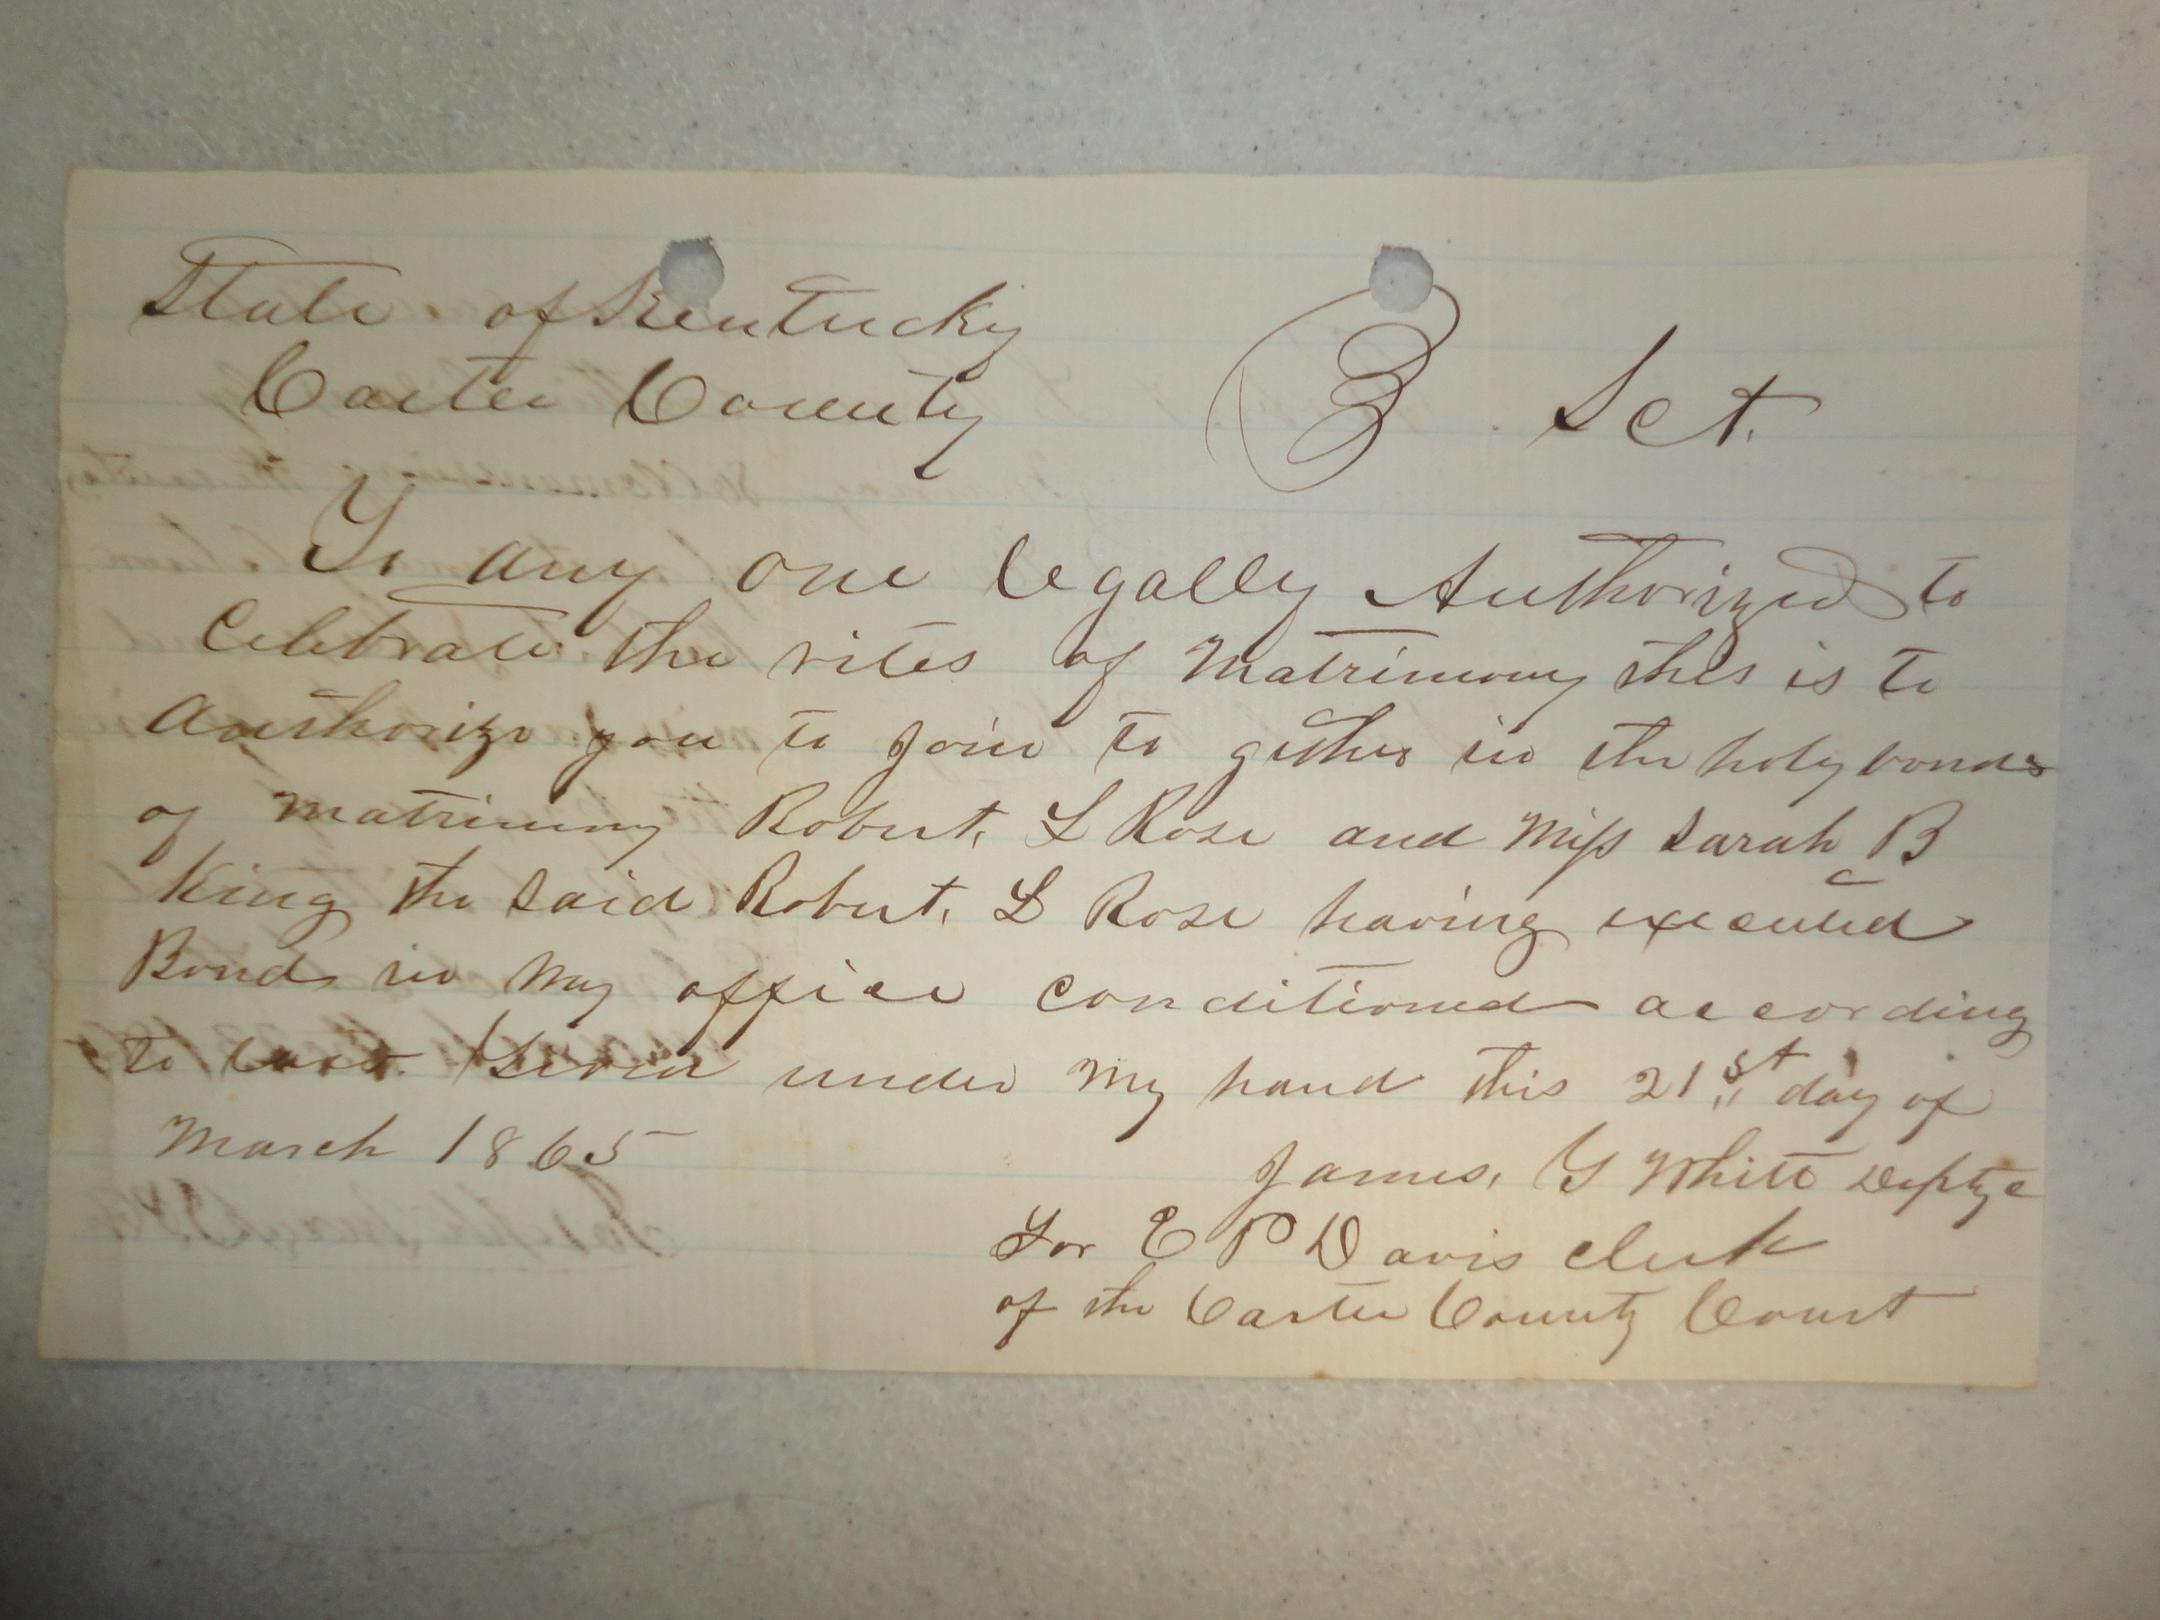 State of Kentucky
Carter County } Sct.
To any one legally Authorized to
Celebrate the rites of Matrimony this is to
Authorize you to join to gether in the holy bonds
of matrimony Robert. L Rose and Miss Sarah B
King the said Robert. L Rose having executed
Bond in my office conditioned according
to Law. Given under my hand this 21st day of
March 1865
James. G White Depty c
For E P Davis clerk
of the Carter County Court